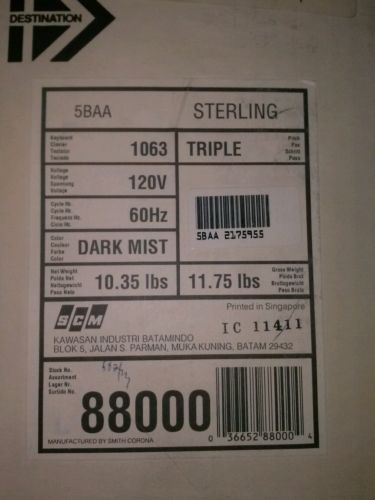 DESTINATION
5BAA STERLING
Keyboard
Clavier
Tastatur
Teclado
1063 TRIPLE
Pitch
Pas
Schritt
Paso
Voltage
Voltage
Spannung
Voltaje
120V
Cycle Hz.
Cycle Hz.
Frequenz Hz.
Ciclo Hz.
60Hz
5BAA 2175955
Color
Couleur
Farbe
Color
DARK MIST
Net Weight
Poids Net
Nettogewicht
Peso Neto
10.35 lbs 11.75 lbs
Gross Weight
Poids Brut
Bruttogewicht
Peso Bruto
SCM
Printed in Singapore
IC 11411
KAWASAN INDUSTRI BATAMINDO
BLOK 5, JALAN S. PARMAN, MUKA KUNING, BATAM 29432
Stock No.
Assortment
Lager Nr.
Surtido No.
88000
MANUFACTURED BY SMITH CORONA
0 36652 88000 4